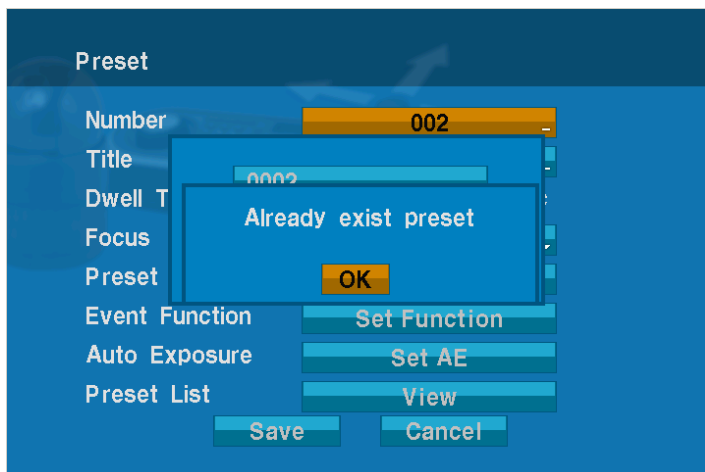 Preset
Number 002
Title
0002
Dwell T
Already exist preset
Focus
Preset OK
Event Function Set Function
Auto Exposure Set AE
Preset List View
Save Cancel